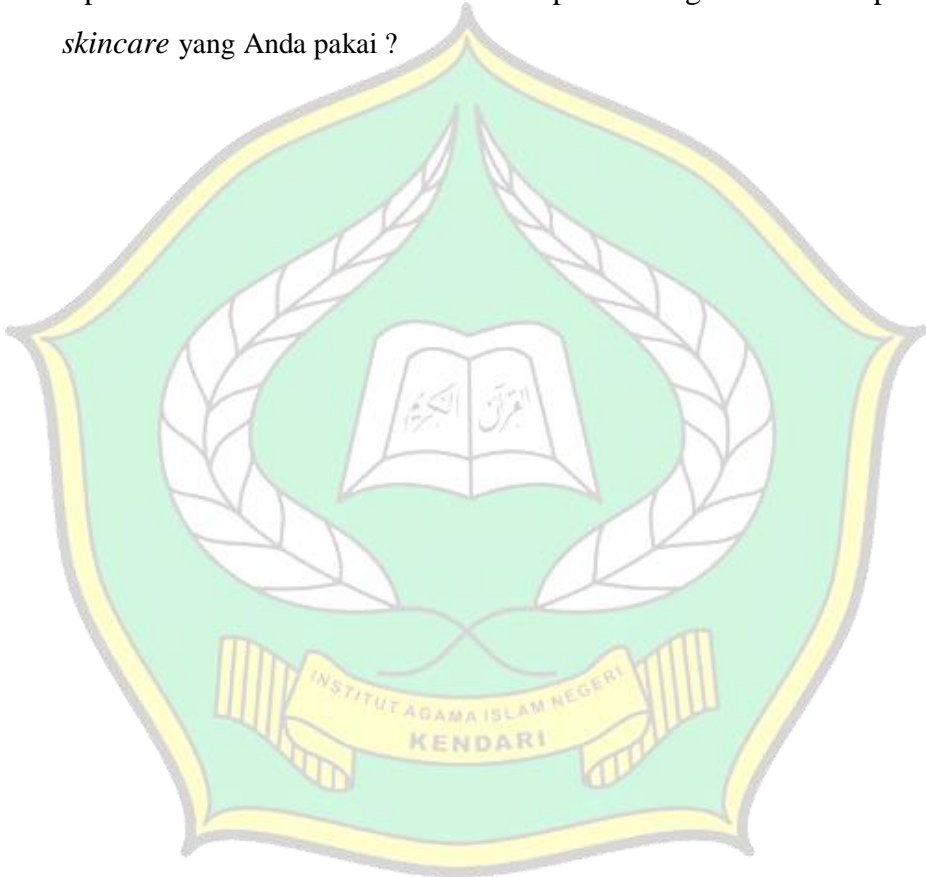 skincare yang Anda pakai ?
القرآن الكريم
INSTITUT AGAMA ISLAM NEGERI
KENDARI